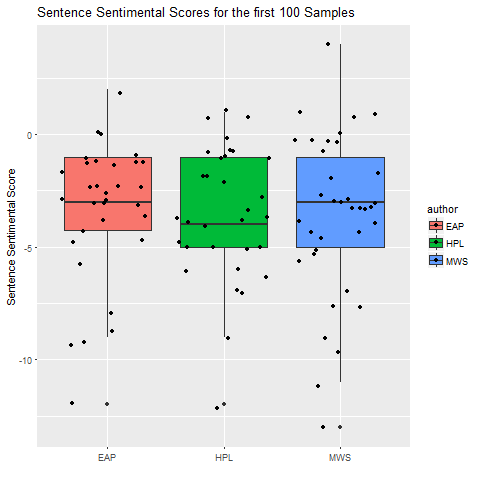 Sentence Sentimental Scores for the first 100 Samples
Sentence Sentimental Score
0
-5
-10
EAP
HPL
MWS
author
EAP
HPL
MWS